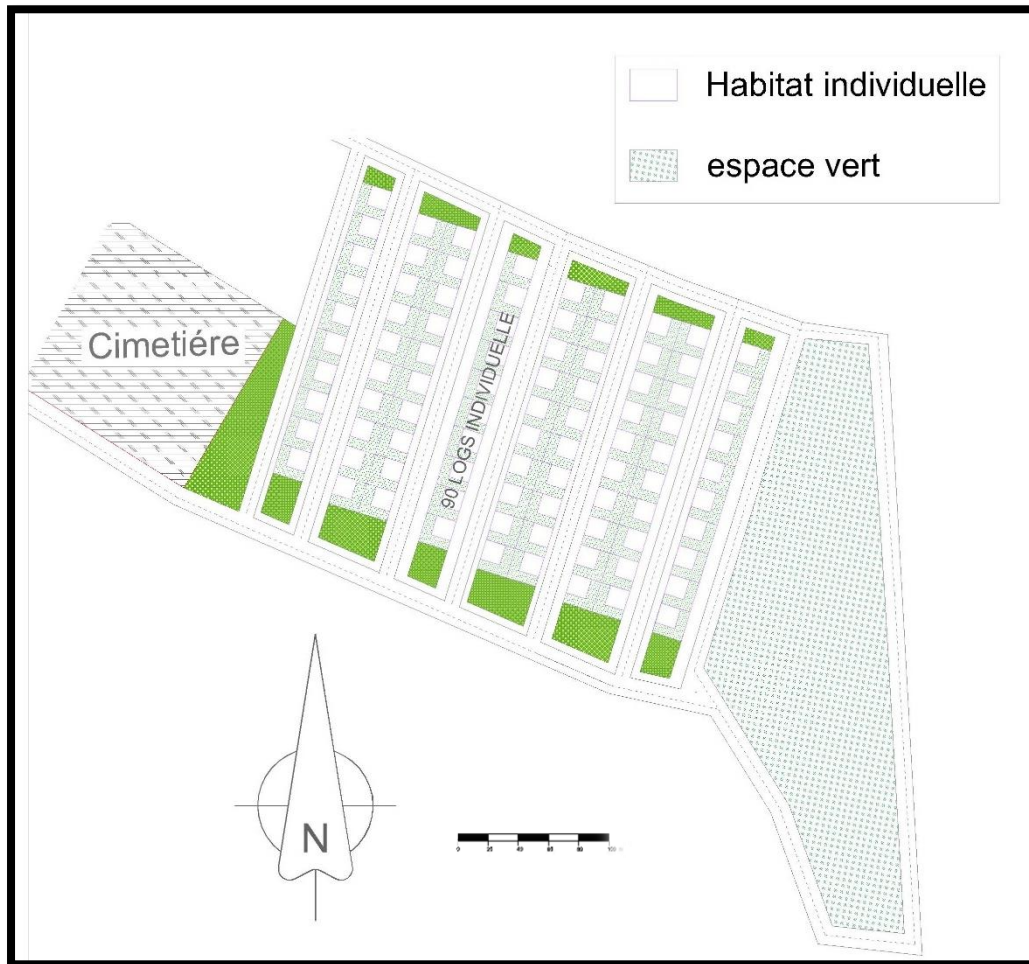 Habitat individuelle
espace vert
Cimetiére
90 LOGS INDIVIDUELLE
N